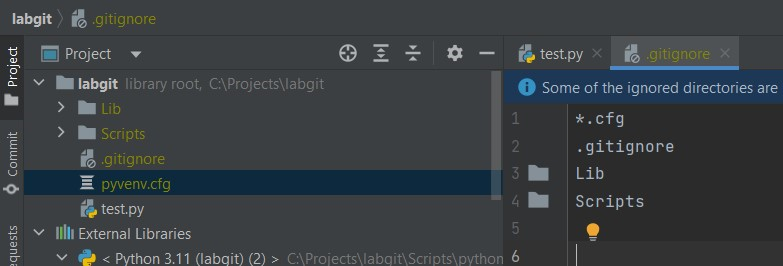 labgit .gitignore
Project
Commit
equests
Project
labgit library root, C:\Projects\labgit
Lib
Scripts
.gitignore
pyvenv.cfg
test.py
External Libraries
< Python 3.11 (labgit) (2) > C:\Projects\labgit\Scripts\python
test.py .gitignore
Some of the ignored directories are
1 *.cfg
2 .gitignore
3 Lib
4 Scripts
5
6